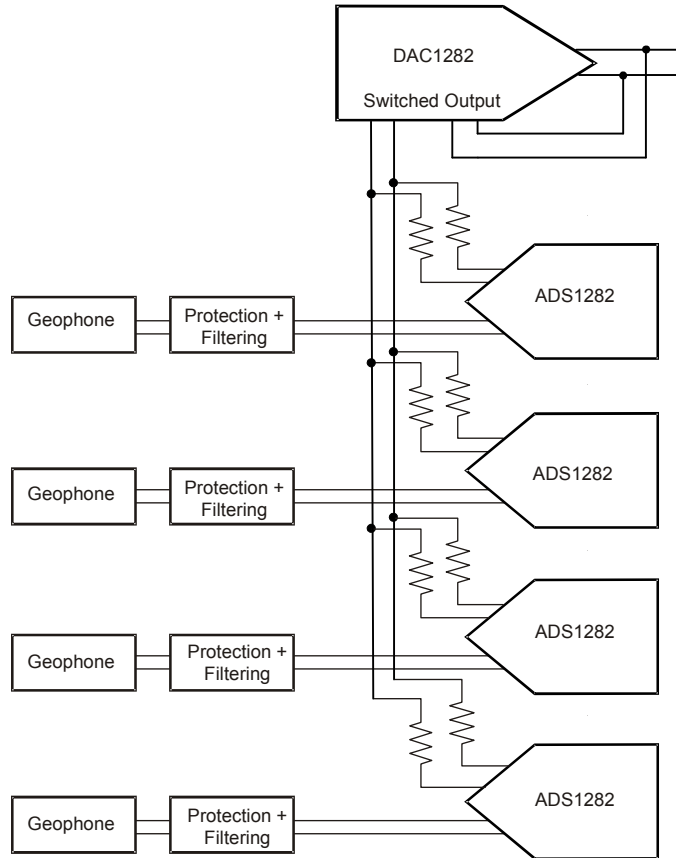 DAC1282
Switched Output
ADS1282
Geophone
Protection +
Filtering
ADS1282
Geophone
Protection +
Filtering
ADS1282
Geophone
Protection +
Filtering
ADS1282
Geophone
Protection +
Filtering